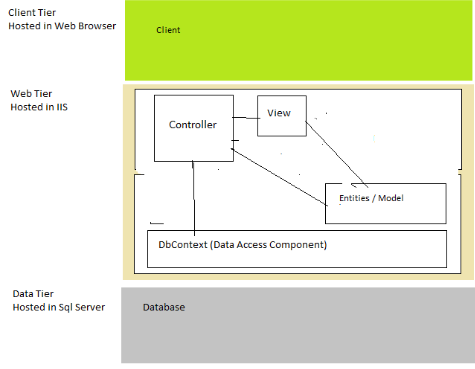 Client Tier
Hosted in Web Browser
Client
Web Tier
Hosted in IIS
Controller
View
Entities / Model
DbContext (Data Access Component)
Data Tier
Hosted in Sql Server
Database